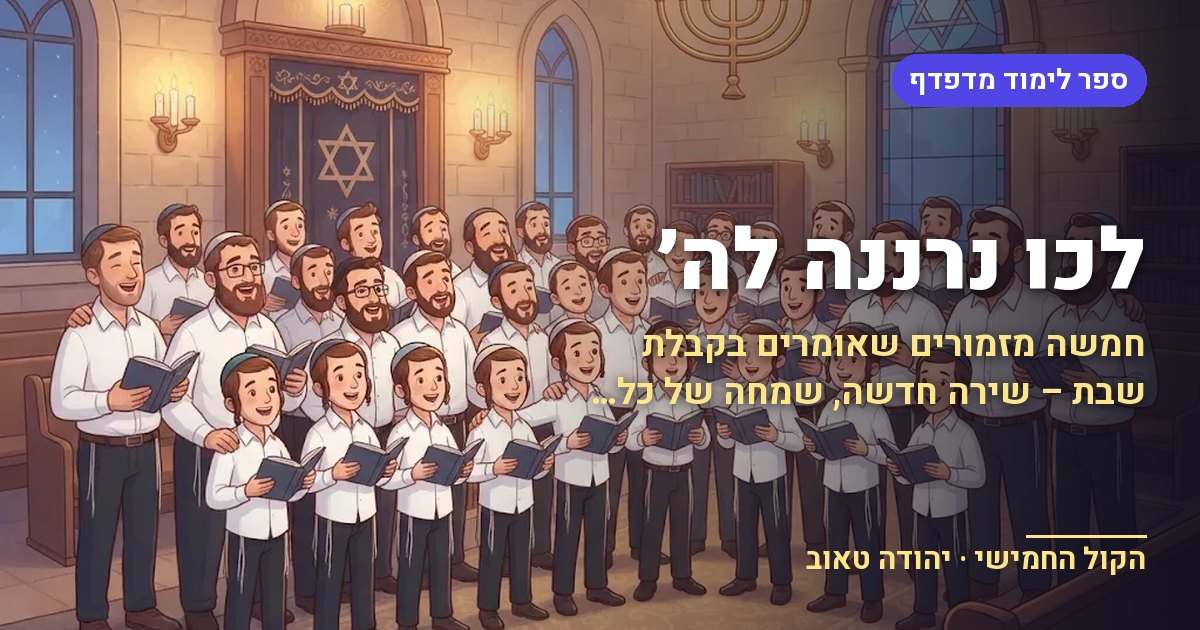 ספר לימוד מדפדף
לכו נרננה לה׳
חמשה מזמורים שאומרים בקבלת
שבת – שירה חדשה, שמחה של כל...
הקול החמישי · יהודה טאוב